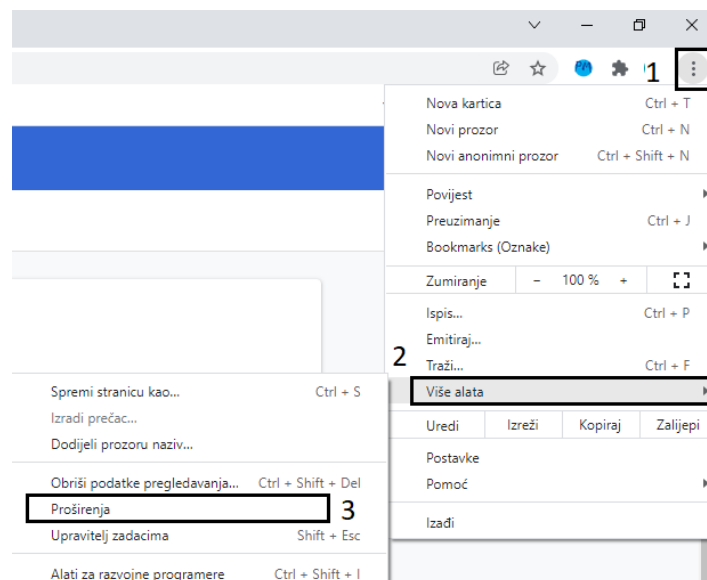 1
Nova kartica Ctrl + T
Novi prozor Ctrl + N
Novi anonimni prozor Ctrl + Shift + N
Povijest
Preuzimanje Ctrl + J
Bookmarks (Oznake)
Zumiranje − 100 % +
Ispis... Ctrl + P
Emitiraj...
2
Traži... Ctrl + F
Više alata
Uredi Izreži Kopiraj Zalijepi
Postavke
Pomoć
Izađi
Spremi stranicu kao... Ctrl + S
Izradi prečac...
Dodijeli prozoru naziv...
Obriši podatke pregledavanja... Ctrl + Shift + Del
Proširenja 3
Upravitelj zadacima Shift + Esc
Alati za razvojne programere Ctrl + Shift + I